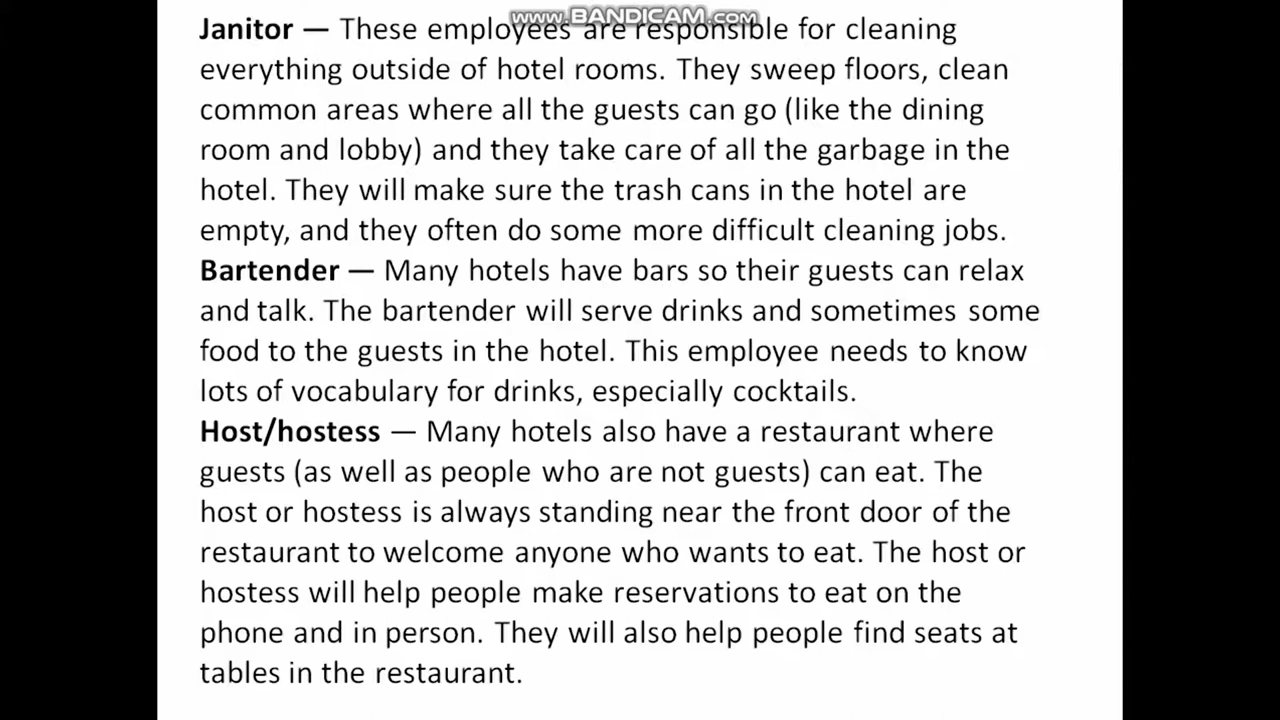 www.BANDICAM.com
Janitor — These employees are responsible for cleaning
everything outside of hotel rooms. They sweep floors, clean
common areas where all the guests can go (like the dining
room and lobby) and they take care of all the garbage in the
hotel. They will make sure the trash cans in the hotel are
empty, and they often do some more difficult cleaning jobs.
Bartender — Many hotels have bars so their guests can relax
and talk. The bartender will serve drinks and sometimes some
food to the guests in the hotel. This employee needs to know
lots of vocabulary for drinks, especially cocktails.
Host/hostess — Many hotels also have a restaurant where
guests (as well as people who are not guests) can eat. The
host or hostess is always standing near the front door of the
restaurant to welcome anyone who wants to eat. The host or
hostess will help people make reservations to eat on the
phone and in person. They will also help people find seats at
tables in the restaurant.